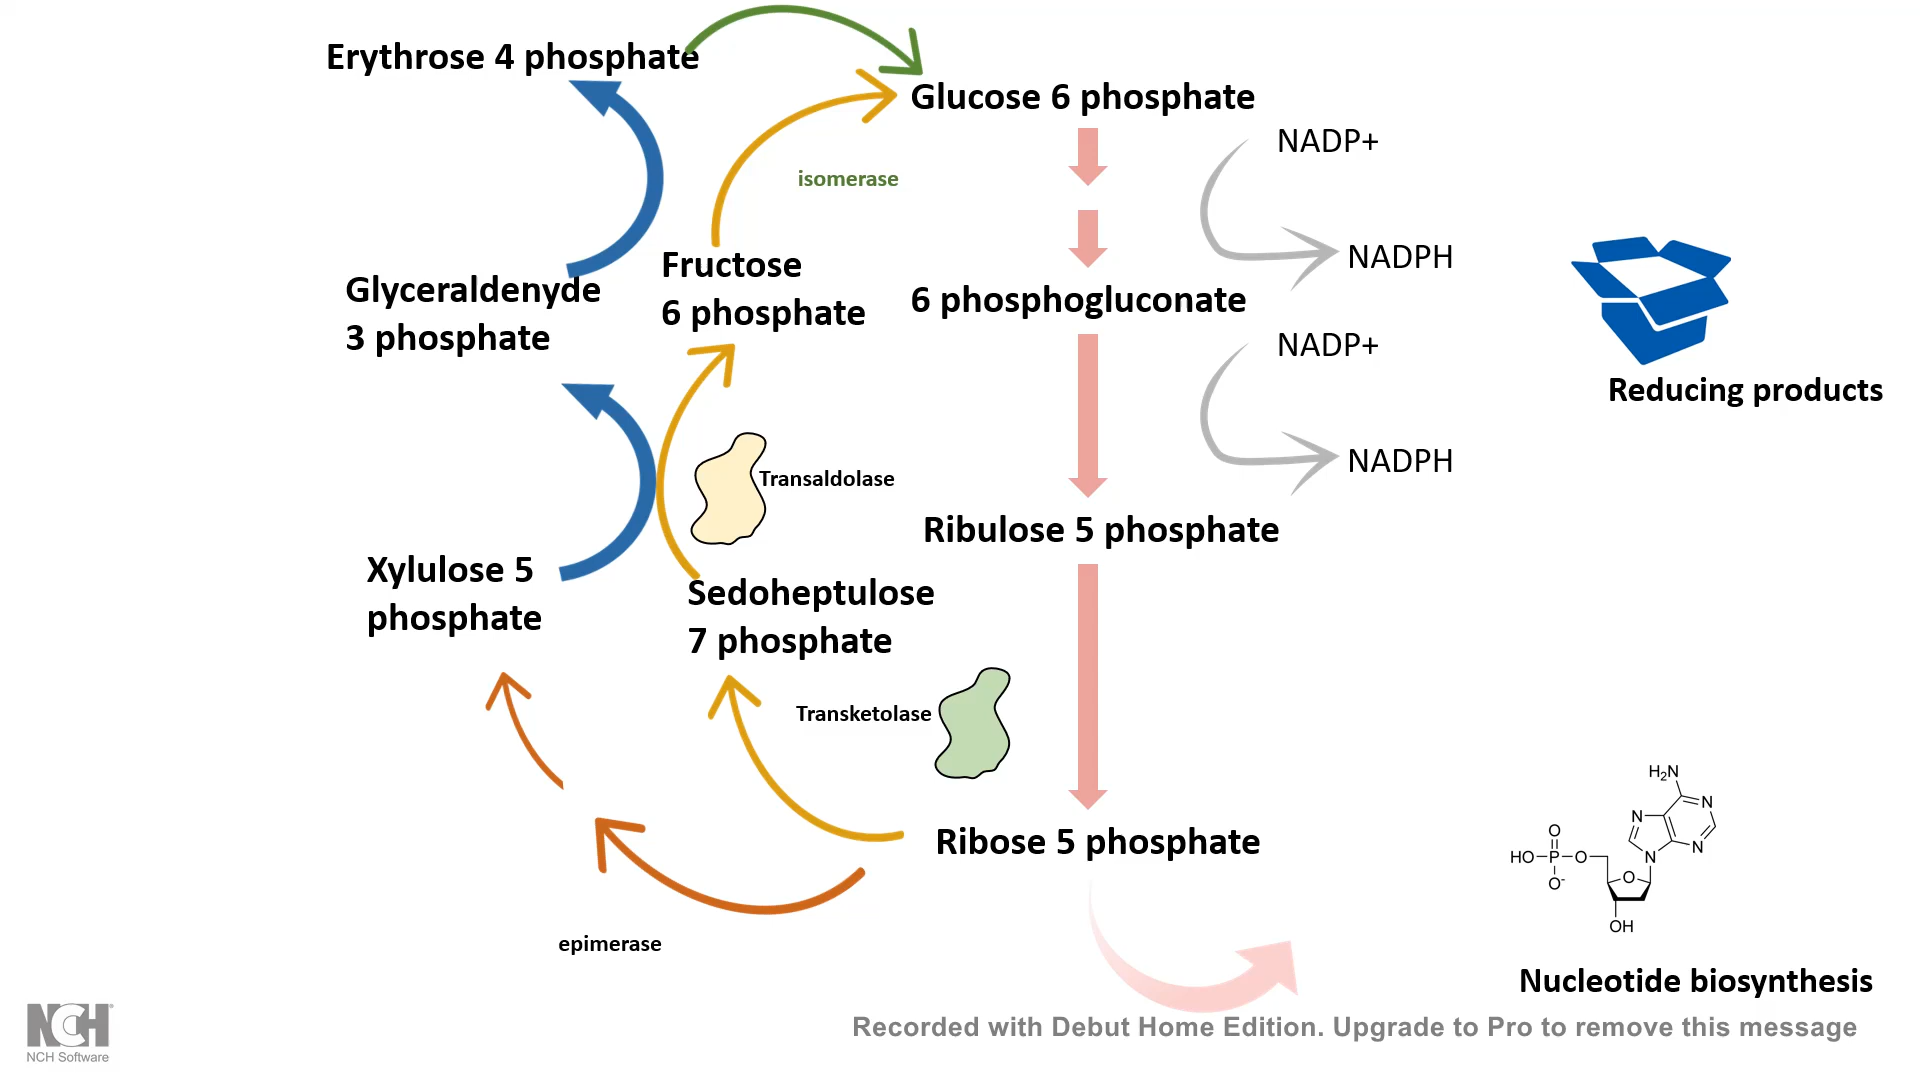 Erythrose 4 phosphate
Glucose 6 phosphate
NADP+
isomerase
NADPH
Fructose
6 phosphate
Glyceraldenyde
3 phosphate
6 phosphogluconate
NADP+
Reducing products
NADPH
Transaldolase
Ribulose 5 phosphate
Xylulose 5
phosphate
Sedoheptulose
7 phosphate
Transketolase
Ribose 5 phosphate
epimerase
H₂N
N
N
N
N
O
HO P O
O-
O
OH
Nucleotide biosynthesis
NCH
NCH Software
Recorded with Debut Home Edition. Upgrade to Pro to remove this message